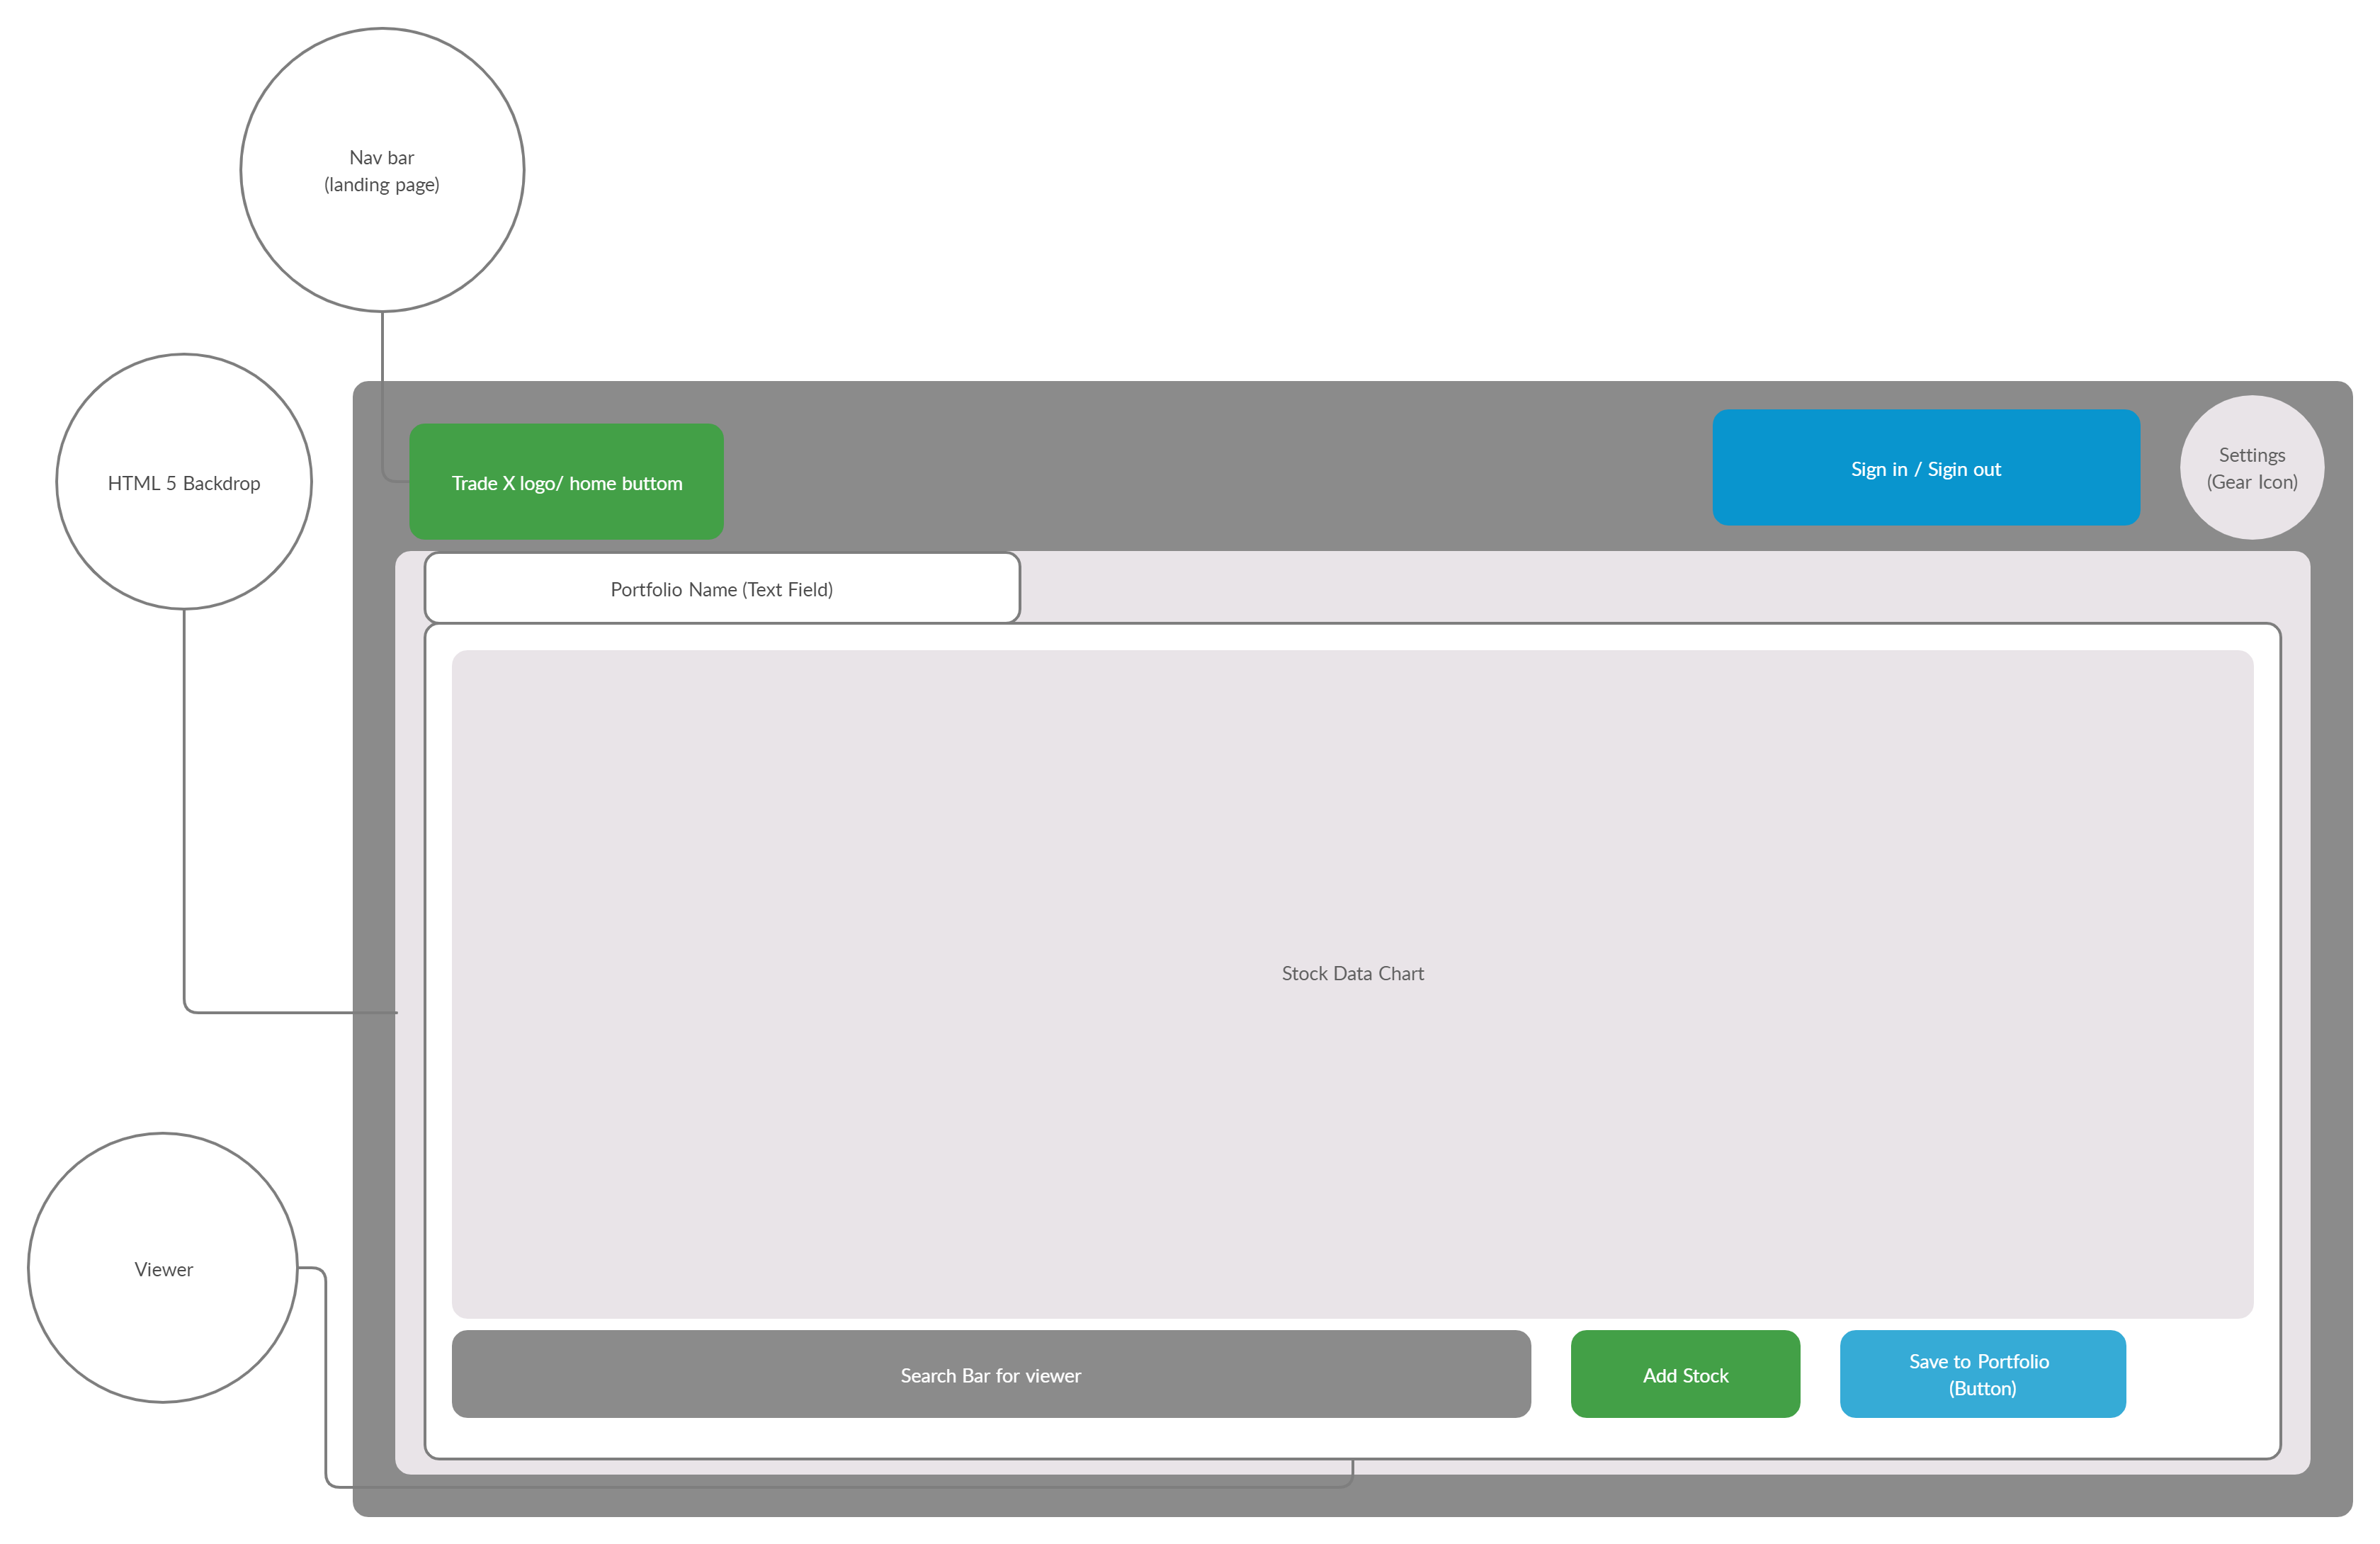 Nav bar
(landing page)
HTML 5 Backdrop
Trade X logo/ home buttom
Sign in / Sigin out
Settings
(Gear Icon)
Portfolio Name (Text Field)
Stock Data Chart
Viewer
Search Bar for viewer
Add Stock
Save to Portfolio
(Button)